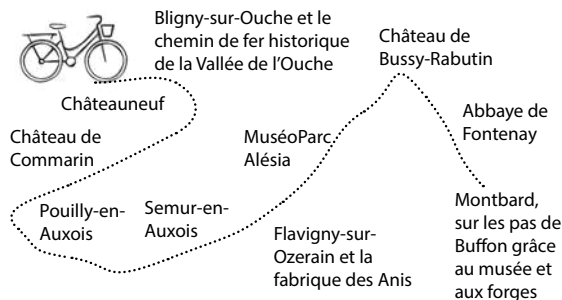 Bligny-sur-Ouche et le
chemin de fer historique
de la Vallée de l'Ouche
Châteauneuf
Château de
Commarin
Pouilly-en-
Auxois
Semur-en-
Auxois
MuséoParc
Alésia
Flavigny-sur-
Ozerain et la
fabrique des Anis
Château de
Bussy-Rabutin
Abbaye de
Fontenay
Montbard,
sur les pas de
Buffon grâce
au musée et
aux forges